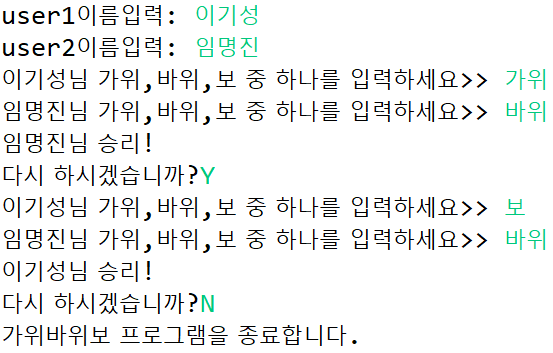 user1이름입력: 이기성
user2이름입력: 임명진
이기성님 가위,바위,보 중 하나를 입력하세요>> 가위
임명진님 가위,바위,보 중 하나를 입력하세요>> 바위
임명진님 승리!
다시 하시겠습니까?Y
이기성님 가위,바위,보 중 하나를 입력하세요>> 보
임명진님 가위,바위,보 중 하나를 입력하세요>> 바위
이기성님 승리!
다시 하시겠습니까?N
가위바위보 프로그램을 종료합니다.